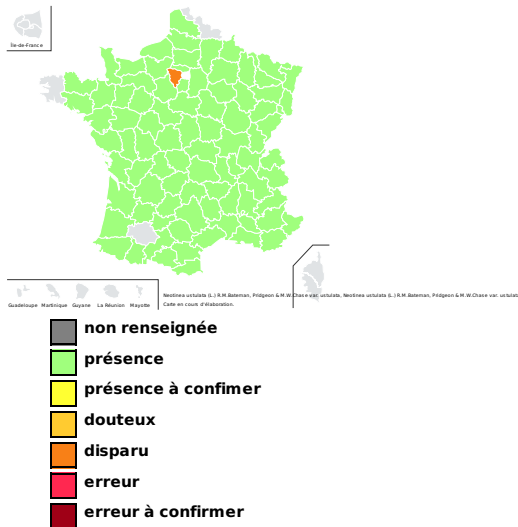 Île-de-France
Guadeloupe Martinique Guyane La Réunion Mayotte
Neotinea ustulata (L.) R.M.Bateman, Pridgeon & M.W.Chase var. ustulata, Neotinea ustulata (L.) R.M.Bateman, Pridgeon & M.W.Chase var. ustulat
Carte en cours d'élaboration.
non renseignée
présence
présence à confimer
douteux
disparu
erreur
erreur à confirmer